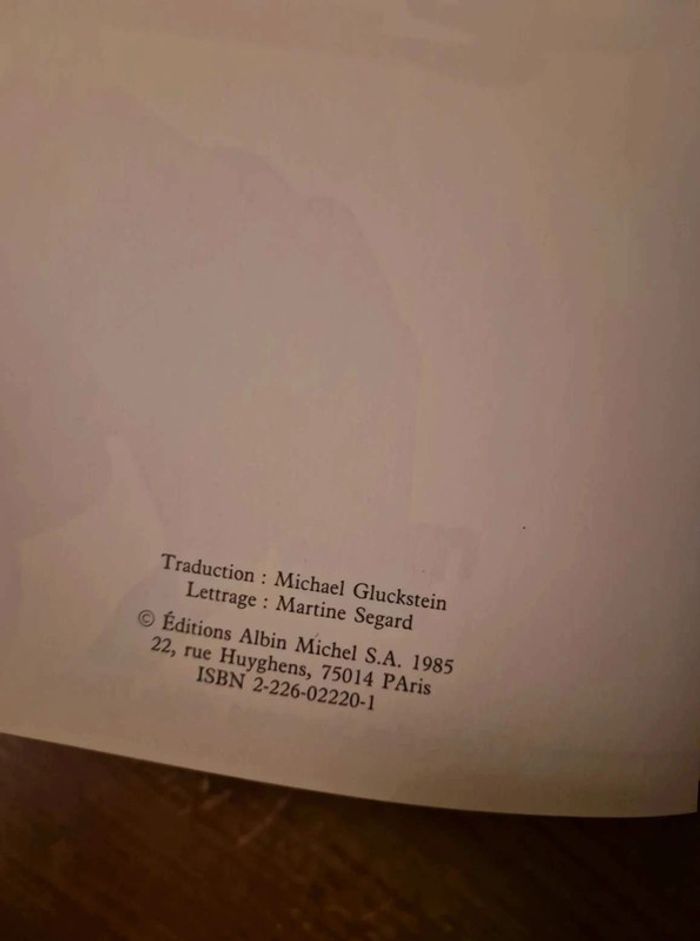 Traduction : Michael Gluckstein
Lettrage : Martine Segard
© Éditions Albin Michel S.A. 1985
22, rue Huyghens, 75014 PAris
ISBN 2-226-02220-1